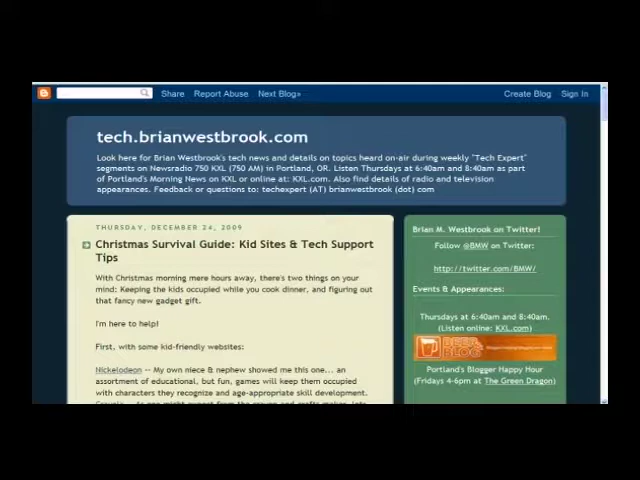 Share Report Abuse Next Blog» Create Blog Sign In
tech.brianwestbrook.com
Look here for Brian Westbrook's tech news and details on topics heard on-air during weekly "Tech Expert"
segments on Newsradio 750 KXL (750 AM) in Portland, OR. Listen Thursdays at 6:40am and 8:40am as part
of Portland's Morning News on KXL or online at: KXL.com. Also find details of radio and television
appearances. Feedback or questions to: techexpert (AT) brianwestbrook (dot) com
THURSDAY, DECEMBER 24, 2009
Christmas Survival Guide: Kid Sites & Tech Support
Tips
With Christmas morning mere hours away, there's two things on your
mind: Keeping the kids occupied while you cook dinner, and figuring out
that fancy new gadget gift.
I'm here to help!
First, with some kid-friendly websites:
Nickelodeon -- My own niece & nephew showed me this one... an
assortment of educational, but fun, games will keep them occupied
with characters they recognize and age-appropriate skill development.
Brian M. Westbrook on Twitter!
Follow @BMW on Twitter:
http://twitter.com/BMW/
Events & Appearances:
Thursdays at 6:40am and 8:40am.
(Listen online: KXL.com)
BEER&
BLOG
Portland's Blogger Happy Hour
(Fridays 4-6pm at The Green Dragon)